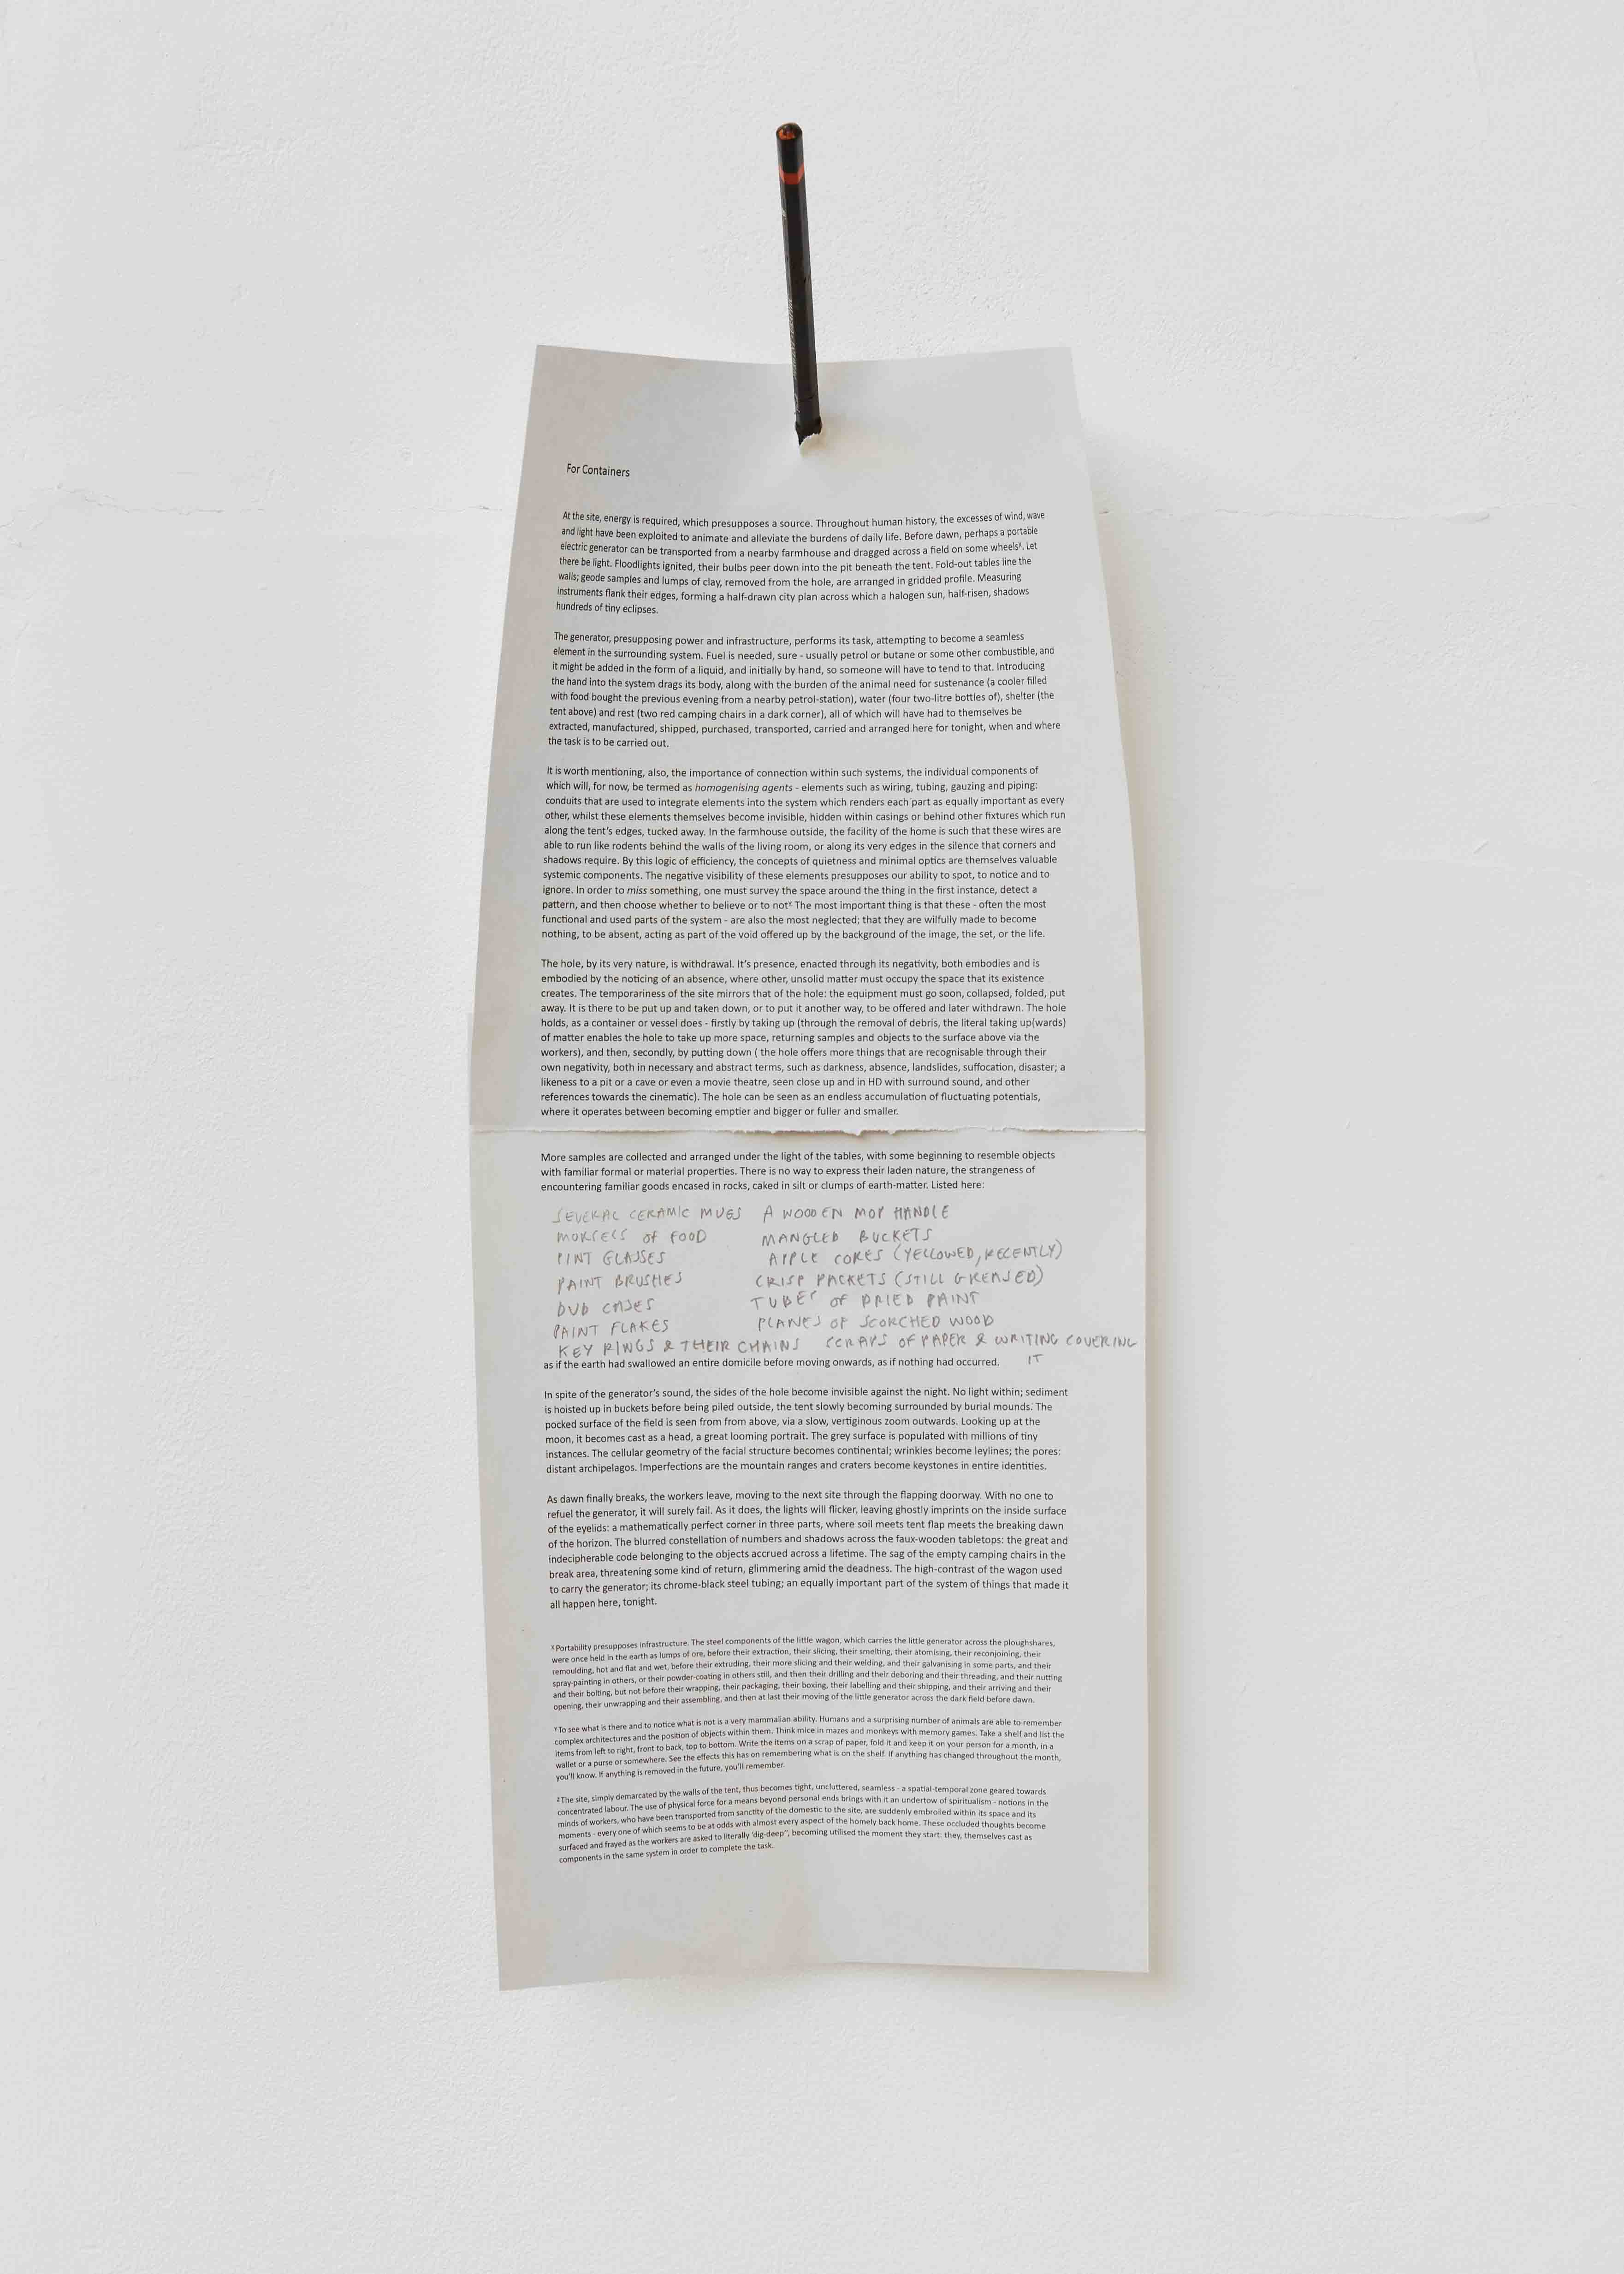 For Containers
At the site, energy is required, which presupposes a source. Throughout human history, the excesses of wind, wave
and light have been exploited to animate and alleviate the burdens of daily life. Before dawn, perhaps a portable
electric generator can be transported from a nearby farmhouse and dragged across a field on some wheelsˣ. Let
there be light. Floodlights ignited, their bulbs peer down into the pit beneath the tent. Fold-out tables line the
walls; geode samples and lumps of clay, removed from the hole, are arranged in gridded profile. Measuring
instruments flank their edges, forming a half-drawn city plan across which a halogen sun, half-risen, shadows
hundreds of tiny eclipses.
The generator, presupposing power and infrastructure, performs its task, attempting to become a seamless
element in the surrounding system. Fuel is needed, sure - usually petrol or butane or some other combustible, and
it might be added in the form of a liquid, and initially by hand, so someone will have to tend to that. Introducing
the hand into the system drags its body, along with the burden of the animal need for sustenance (a cooler filled
with food bought the previous evening from a nearby petrol-station), water (four two-litre bottles of), shelter (the
tent above) and rest (two red camping chairs in a dark corner), all of which will have had to themselves be
extracted, manufactured, shipped, purchased, transported, carried and arranged here for tonight, when and where
the task is to be carried out.
It is worth mentioning, also, the importance of connection within such systems, the individual components of
which will, for now, be termed as homogenising agents - elements such as wiring, tubing, gauzing and piping:
conduits that are used to integrate elements into the system which renders each part as equally important as every
other, whilst these elements themselves become invisible, hidden within casings or behind other fixtures which run
along the tent's edges, tucked away. In the farmhouse outside, the facility of the home is such that these wires are
able to run like rodents behind the walls of the living room, or along its very edges in the silence that corners and
shadows require. By this logic of efficiency, the concepts of quietness and minimal optics are themselves valuable
systemic components. The negative visibility of these elements presupposes our ability to spot, to notice and to
ignore. In order to miss something, one must survey the space around the thing in the first instance, detect a
pattern, and then choose whether to believe or to notʸ The most important thing is that these - often the most
functional and used parts of the system - are also the most neglected; that they are wilfully made to become
nothing, to be absent, acting as part of the void offered up by the background of the image, the set, or the life.
The hole, by its very nature, is withdrawal. It's presence, enacted through its negativity, both embodies and is
embodied by the noticing of an absence, where other, unsolid matter must occupy the space that its existence
creates. The temporariness of the site mirrors that of the hole: the equipment must go soon, collapsed, folded, put
away. It is there to be put up and taken down, or to put it another way, to be offered and later withdrawn. The hole
holds, as a container or vessel does - firstly by taking up (through the removal of debris, the literal taking up(wards)
of matter enables the hole to take up more space, returning samples and objects to the surface above via the
workers), and then, secondly, by putting down ( the hole offers more things that are recognisable through their
own negativity, both in necessary and abstract terms, such as darkness, absence, landslides, suffocation, disaster; a
likeness to a pit or a cave or even a movie theatre, seen close up and in HD with surround sound, and other
references towards the cinematic). The hole can be seen as an endless accumulation of fluctuating potentials,
where it operates between becoming emptier and bigger or fuller and smaller.
More samples are collected and arranged under the light of the tables, with some beginning to resemble objects
with familiar formal or material properties. There is no way to express their laden nature, the strangeness of
encountering familiar goods encased in rocks, caked in silt or clumps of earth-matter. Listed here:
SEVERAL CERAMIC MUGS A WOODEN MOP HANDLE
MORSELS OF FOOD MANGLED BUCKETS
PINT GLASSES APPLE CORES (YELLOWED, RECENTLY)
PAINT BRUSHES CRISP PACKETS (STILL GREASED)
DVD CASES TUBES OF DRIED PAINT
PAINT FLAKES PLANES OF SCORCHED WOOD
KEY RINGS & THEIR CHAINS SCRAPS OF PAPER & WRITING COVERING
IT
as if the earth had swallowed an entire domicile before moving onwards, as if nothing had occurred.
In spite of the generator's sound, the sides of the hole become invisible against the night. No light within; sediment
is hoisted up in buckets before being piled outside, the tent slowly becoming surrounded by burial mounds. The
pocked surface of the field is seen from from above, via a slow, vertiginous zoom outwards. Looking up at the
moon, it becomes cast as a head, a great looming portrait. The grey surface is populated with millions of tiny
instances. The cellular geometry of the facial structure becomes continental; wrinkles become leylines; the pores:
distant archipelagos. Imperfections are the mountain ranges and craters become keystones in entire identities.
As dawn finally breaks, the workers leave, moving to the next site through the flapping doorway. With no one to
refuel the generator, it will surely fail. As it does, the lights will flicker, leaving ghostly imprints on the inside surface
of the eyelids: a mathematically perfect corner in three parts, where soil meets tent flap meets the breaking dawn
of the horizon. The blurred constellation of numbers and shadows across the faux-wooden tabletops: the great and
indecipherable code belonging to the objects accrued across a lifetime. The sag of the empty camping chairs in the
break area, threatening some kind of return, glimmering amid the deadness. The high-contrast of the wagon used
to carry the generator; its chrome-black steel tubing; an equally important part of the system of things that made it
all happen here, tonight.
ˣ Portability presupposes infrastructure. The steel components of the little wagon, which carries the little generator across the ploughshares,
were once held in the earth as lumps of ore, before their extraction, their slicing, their smelting, their atomising, their reconjoining, their
remoulding, hot and flat and wet, before their extruding, their more slicing and their welding, and their galvanising in some parts, and their
spray-painting in others, or their powder-coating in others still, and then their drilling and their deboring and their threading, and their nutting
and their bolting, but not before their wrapping, their packaging, their boxing, their labelling and their shipping, and their arriving and their
opening, their unwrapping and their assembling, and then at last their moving of the little generator across the dark field before dawn.
ʸ To see what is there and to notice what is not is a very mammalian ability. Humans and a surprising number of animals are able to remember
complex architectures and the position of objects within them. Think mice in mazes and monkeys with memory games. Take a shelf and list the
items from left to right, front to back, top to bottom. Write the items on a scrap of paper, fold it and keep it on your person for a month, in a
wallet or a purse or somewhere. See the effects this has on remembering what is on the shelf. If anything has changed throughout the month,
you'll know. If anything is removed in the future, you'll remember.
ᶻ The site, simply demarcated by the walls of the tent, thus becomes tight, uncluttered, seamless - a spatial-temporal zone geared towards
concentrated labour. The use of physical force for a means beyond personal ends brings with it an undertow of spiritualism - notions in the
minds of workers, who have been transported from sanctity of the domestic to the site, are suddenly embroiled within its space and its
moments - every one of which seems to be at odds with almost every aspect of the homely back home. These occluded thoughts become
surfaced and frayed as the workers are asked to literally 'dig-deep", becoming utilised the moment they start; they, themselves cast as
components in the same system in order to complete the task.